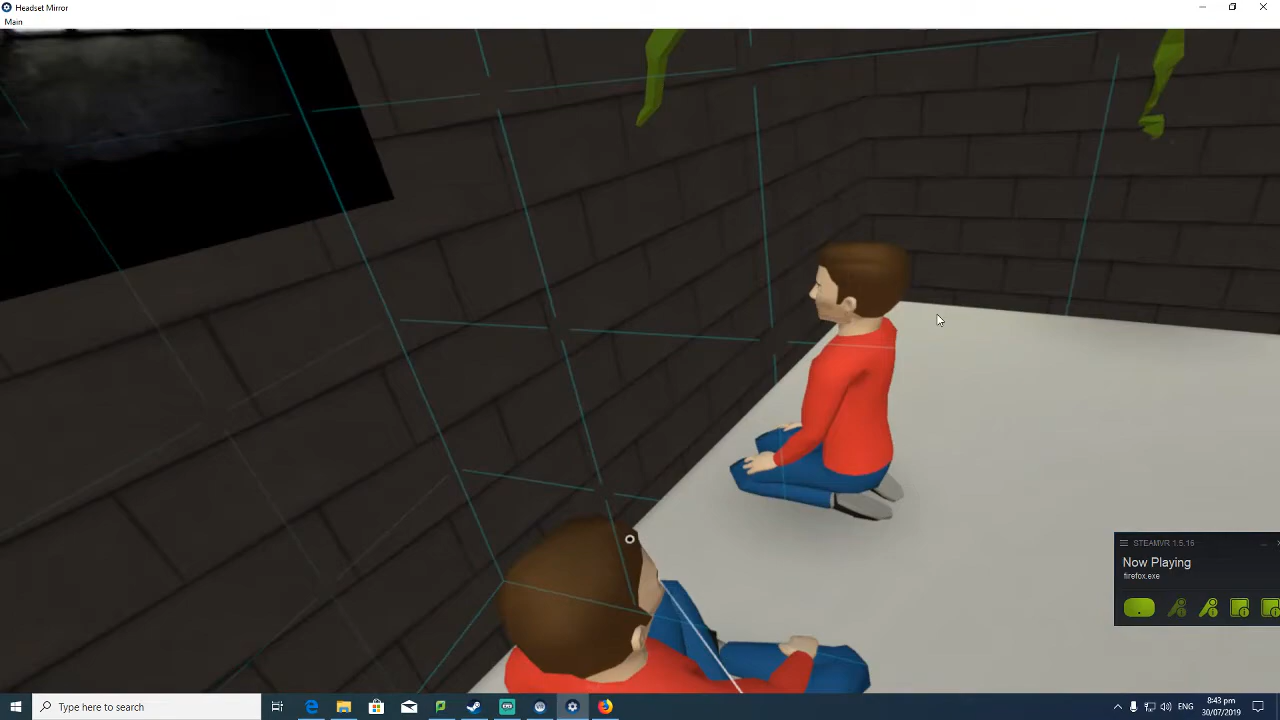 Headset Mirror
Main
STEAMVR 1.5.16
Now Playing
firefox.exe
Type here to search
ENG
8:43 pm
30/07/2019